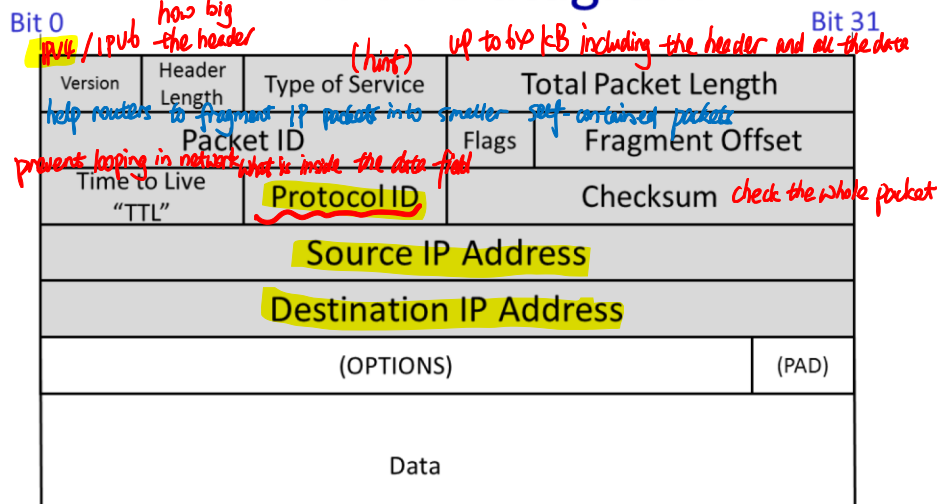 how big
Bit 0 Bit 31
IPV4 / IPV6 the header (hint) up to 64 KB including the header and all the data
Version Header Length Type of Service Total Packet Length
help routers to fragment IP packets into smaller self-contained packets
Packet ID Flags Fragment Offset
prevent looping in network what is inside the data field
Time to Live "TTL" Protocol ID Checksum check the whole packet
Source IP Address
Destination IP Address
(OPTIONS) (PAD)
Data